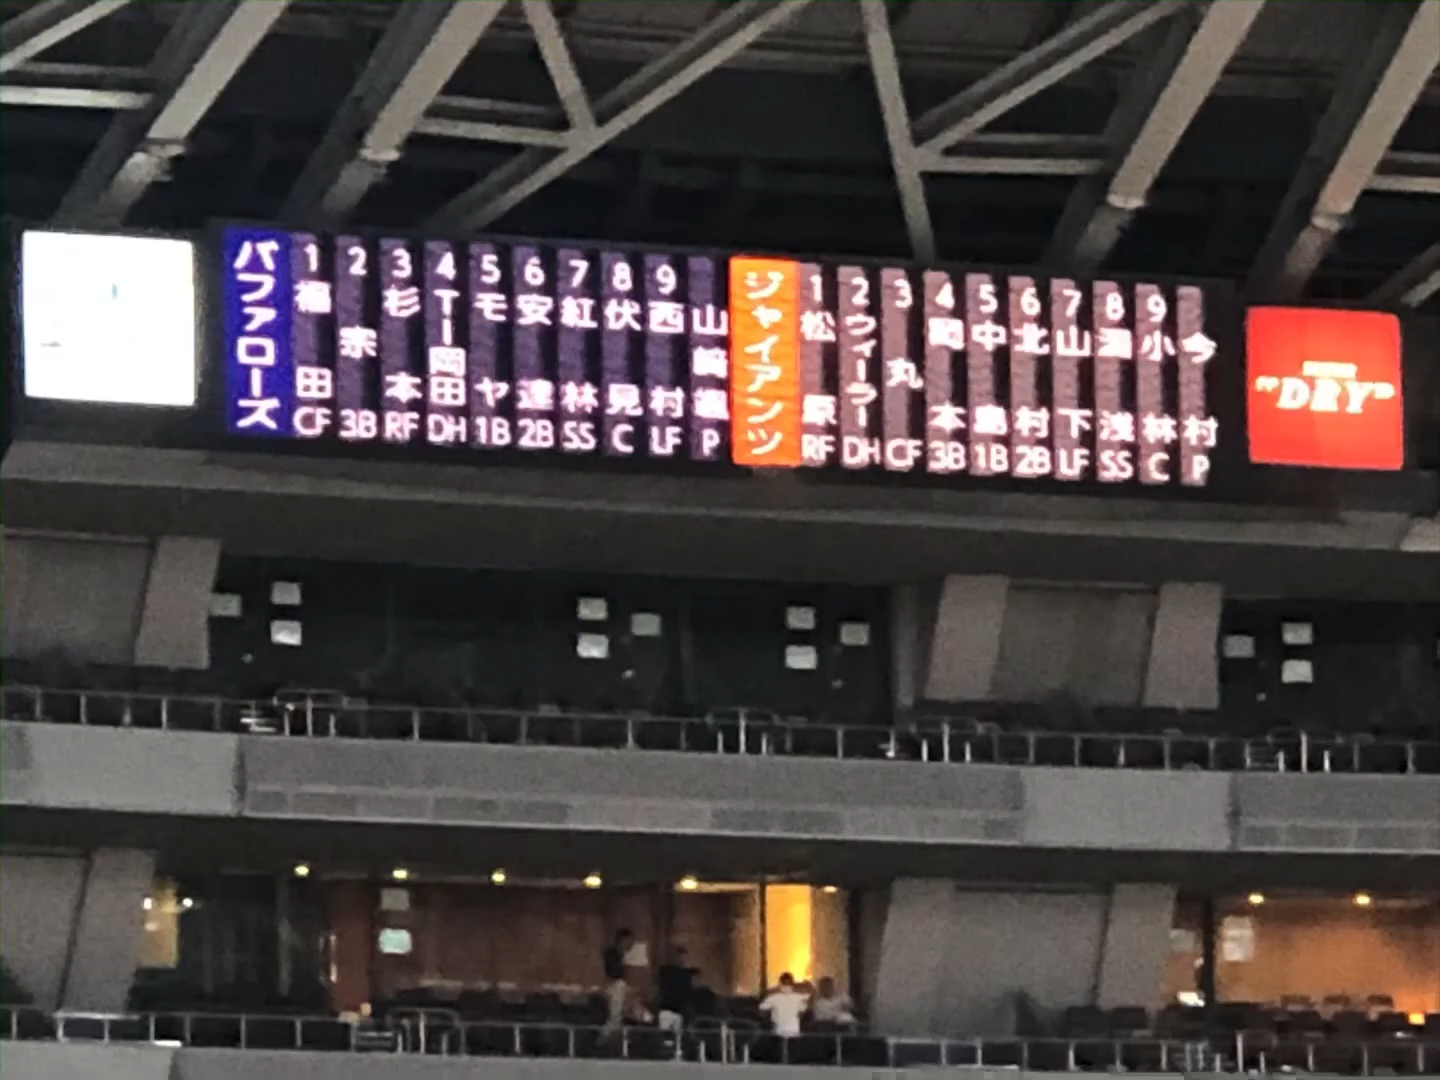 バファローズ
1 福田 CF
2 宗 3B
3 杉本 RF
4 T-岡田 DH
5 モヤ 1B
6 安達 2B
7 紅林 SS
8 伏見 C
9 西村 LF
山﨑颯 P
ジャイアンツ
1 松原 RF
2 ウィーラー DH
3 丸 CF
4 岡本 3B
5 中島 1B
6 北村 2B
7 山下 LF
8 湯浅 SS
9 小林 C
今村 P
"DRY"